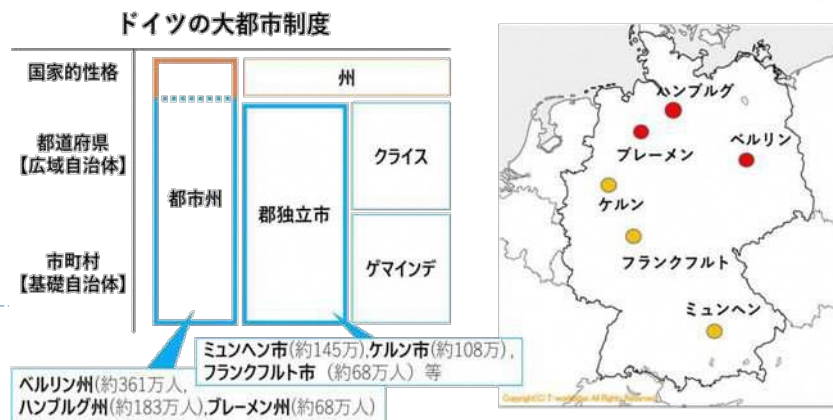 ドイツの大都市制度
国家的性格
州
都道府県
【広域自治体】
クライス
都市州
郡独立市
市町村
【基礎自治体】
ゲマインデ
ミュンヘン市(約145万),ケルン市(約108万),
フランクフルト市（約68万人）等
ベルリン州(約361万人,
ハンブルグ州(約183万人),ブレーメン州(約68万人)
ハンブルグ
ブレーメン
ベルリン
ケルン
フランクフルト
ミュンヘン